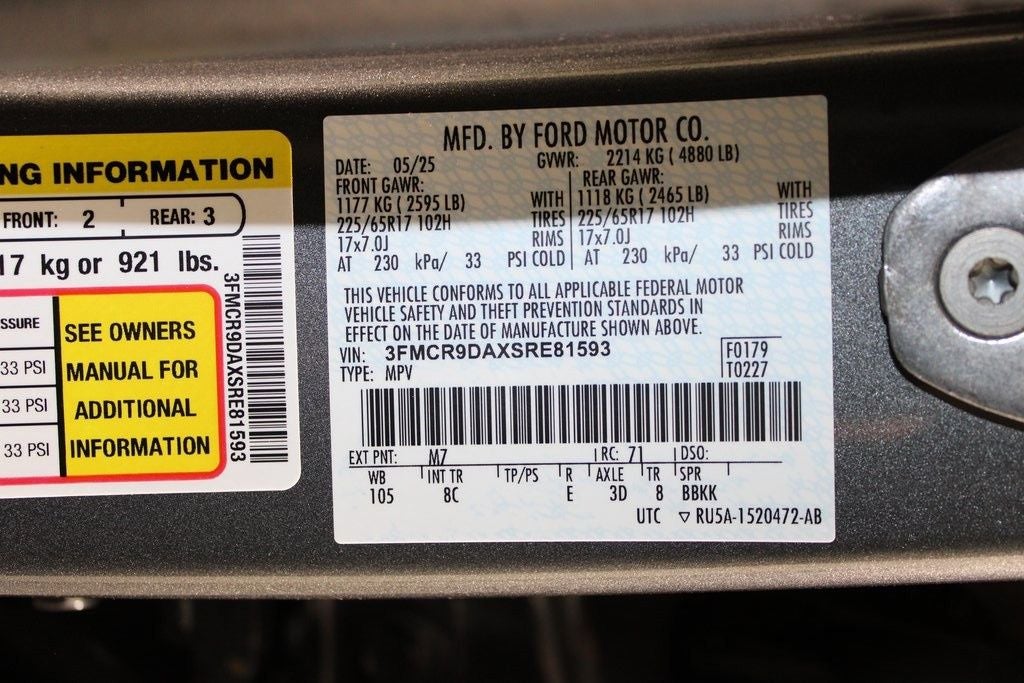 NG INFORMATION
FRONT: 2 REAR: 3
17 kg or 921 lbs.
SSURE
33 PSI
33 PSI
33 PSI
SEE OWNERS
MANUAL FOR
ADDITIONAL
INFORMATION
3FMCR9DAXSRE81593
MFD. BY FORD MOTOR CO.
DATE: 05/25 GVWR: 2214 KG ( 4880 LB)
FRONT GAWR: REAR GAWR:
1177 KG ( 2595 LB) WITH 1118 KG ( 2465 LB) WITH
225/65R17 102H TIRES 225/65R17 102H TIRES
17x7.0J RIMS 17x7.0J RIMS
AT 230 kPa/ 33 PSI COLD AT 230 kPa/ 33 PSI COLD
THIS VEHICLE CONFORMS TO ALL APPLICABLE FEDERAL MOTOR
VEHICLE SAFETY AND THEFT PREVENTION STANDARDS IN
EFFECT ON THE DATE OF MANUFACTURE SHOWN ABOVE.
VIN: 3FMCR9DAXSRE81593 F0179
TYPE: MPV T0227
EXT PNT: M7 RC: 71 DSO:
WB INT TR TP/PS R AXLE TR SPR
105 8C E 3D 8 BBKK
UTC ▽ RU5A-1520472-AB